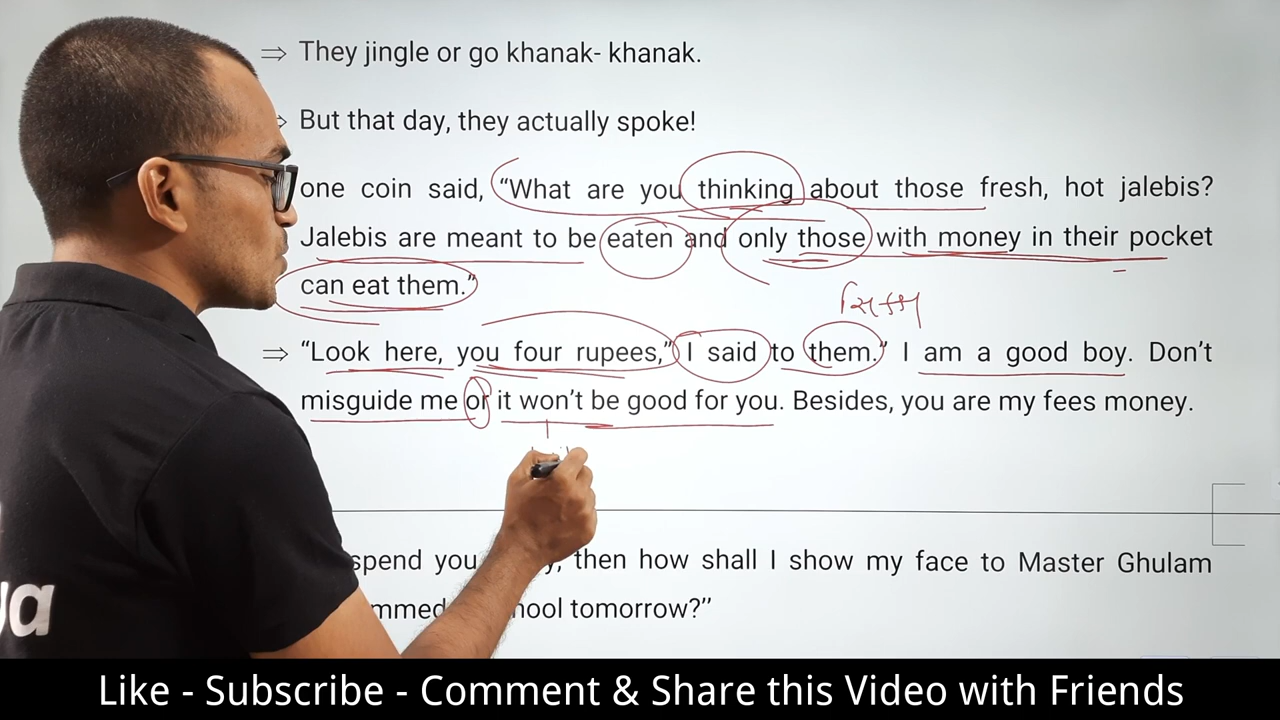 ⇒ They jingle or go khanak- khanak.
But that day, they actually spoke!
one coin said, “What are you thinking about those fresh, hot jalebis?
Jalebis are meant to be eaten and only those with money in their pocket
can eat them.”
⇒ “Look here, you four rupees,” I said to them.” I am a good boy. Don’t
misguide me or it won’t be good for you. Besides, you are my fees money.
spend you then how shall I show my face to Master Ghulam
tomorrow?”
Like - Subscribe - Comment & Share this Video with Friends